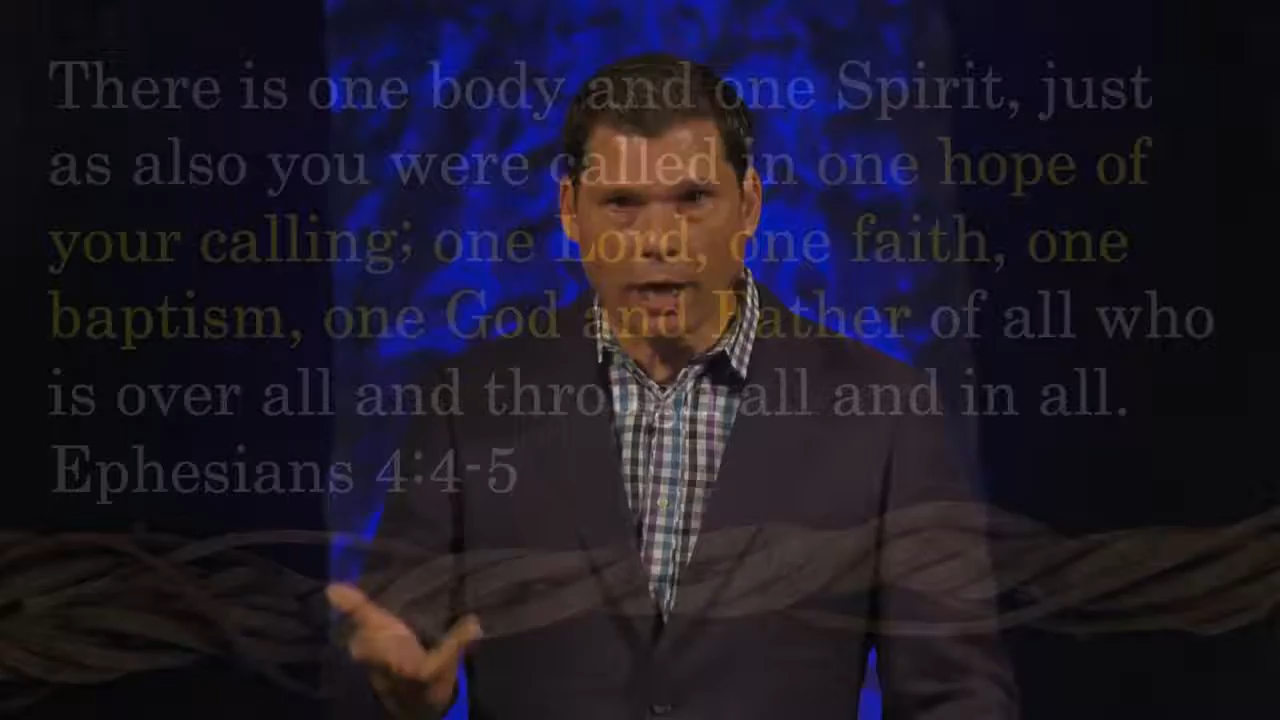 There is one body and one Spirit, just
as also you were called in one hope of
your calling; one Lord, one faith, one
baptism, one God and Father of all who
is over all and through all and in all.
Ephesians 4:4-5